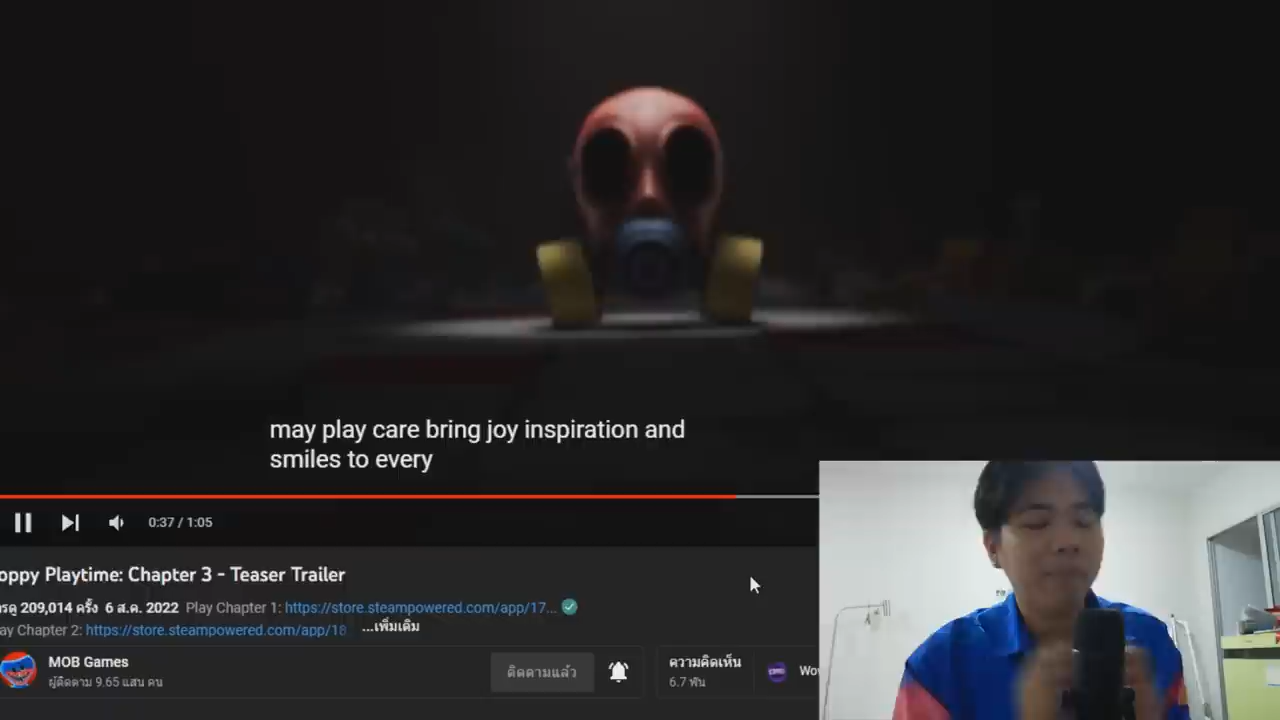 may play care bring joy inspiration and
smiles to every
0:37 / 1:05
oppy Playtime: Chapter 3 - Teaser Trailer
209,014 ครั้ง 6 ส.ค. 2022 Play Chapter 1: https://store.steampowered.com/app/17...
ay Chapter 2: https://store.steampowered.com/app/18 ...เพิ่มเติม
MOB Games
ผู้ติดตาม 9.65 แสน คน
ติดตามแล้ว
ความคิดเห็น
6.7 พัน